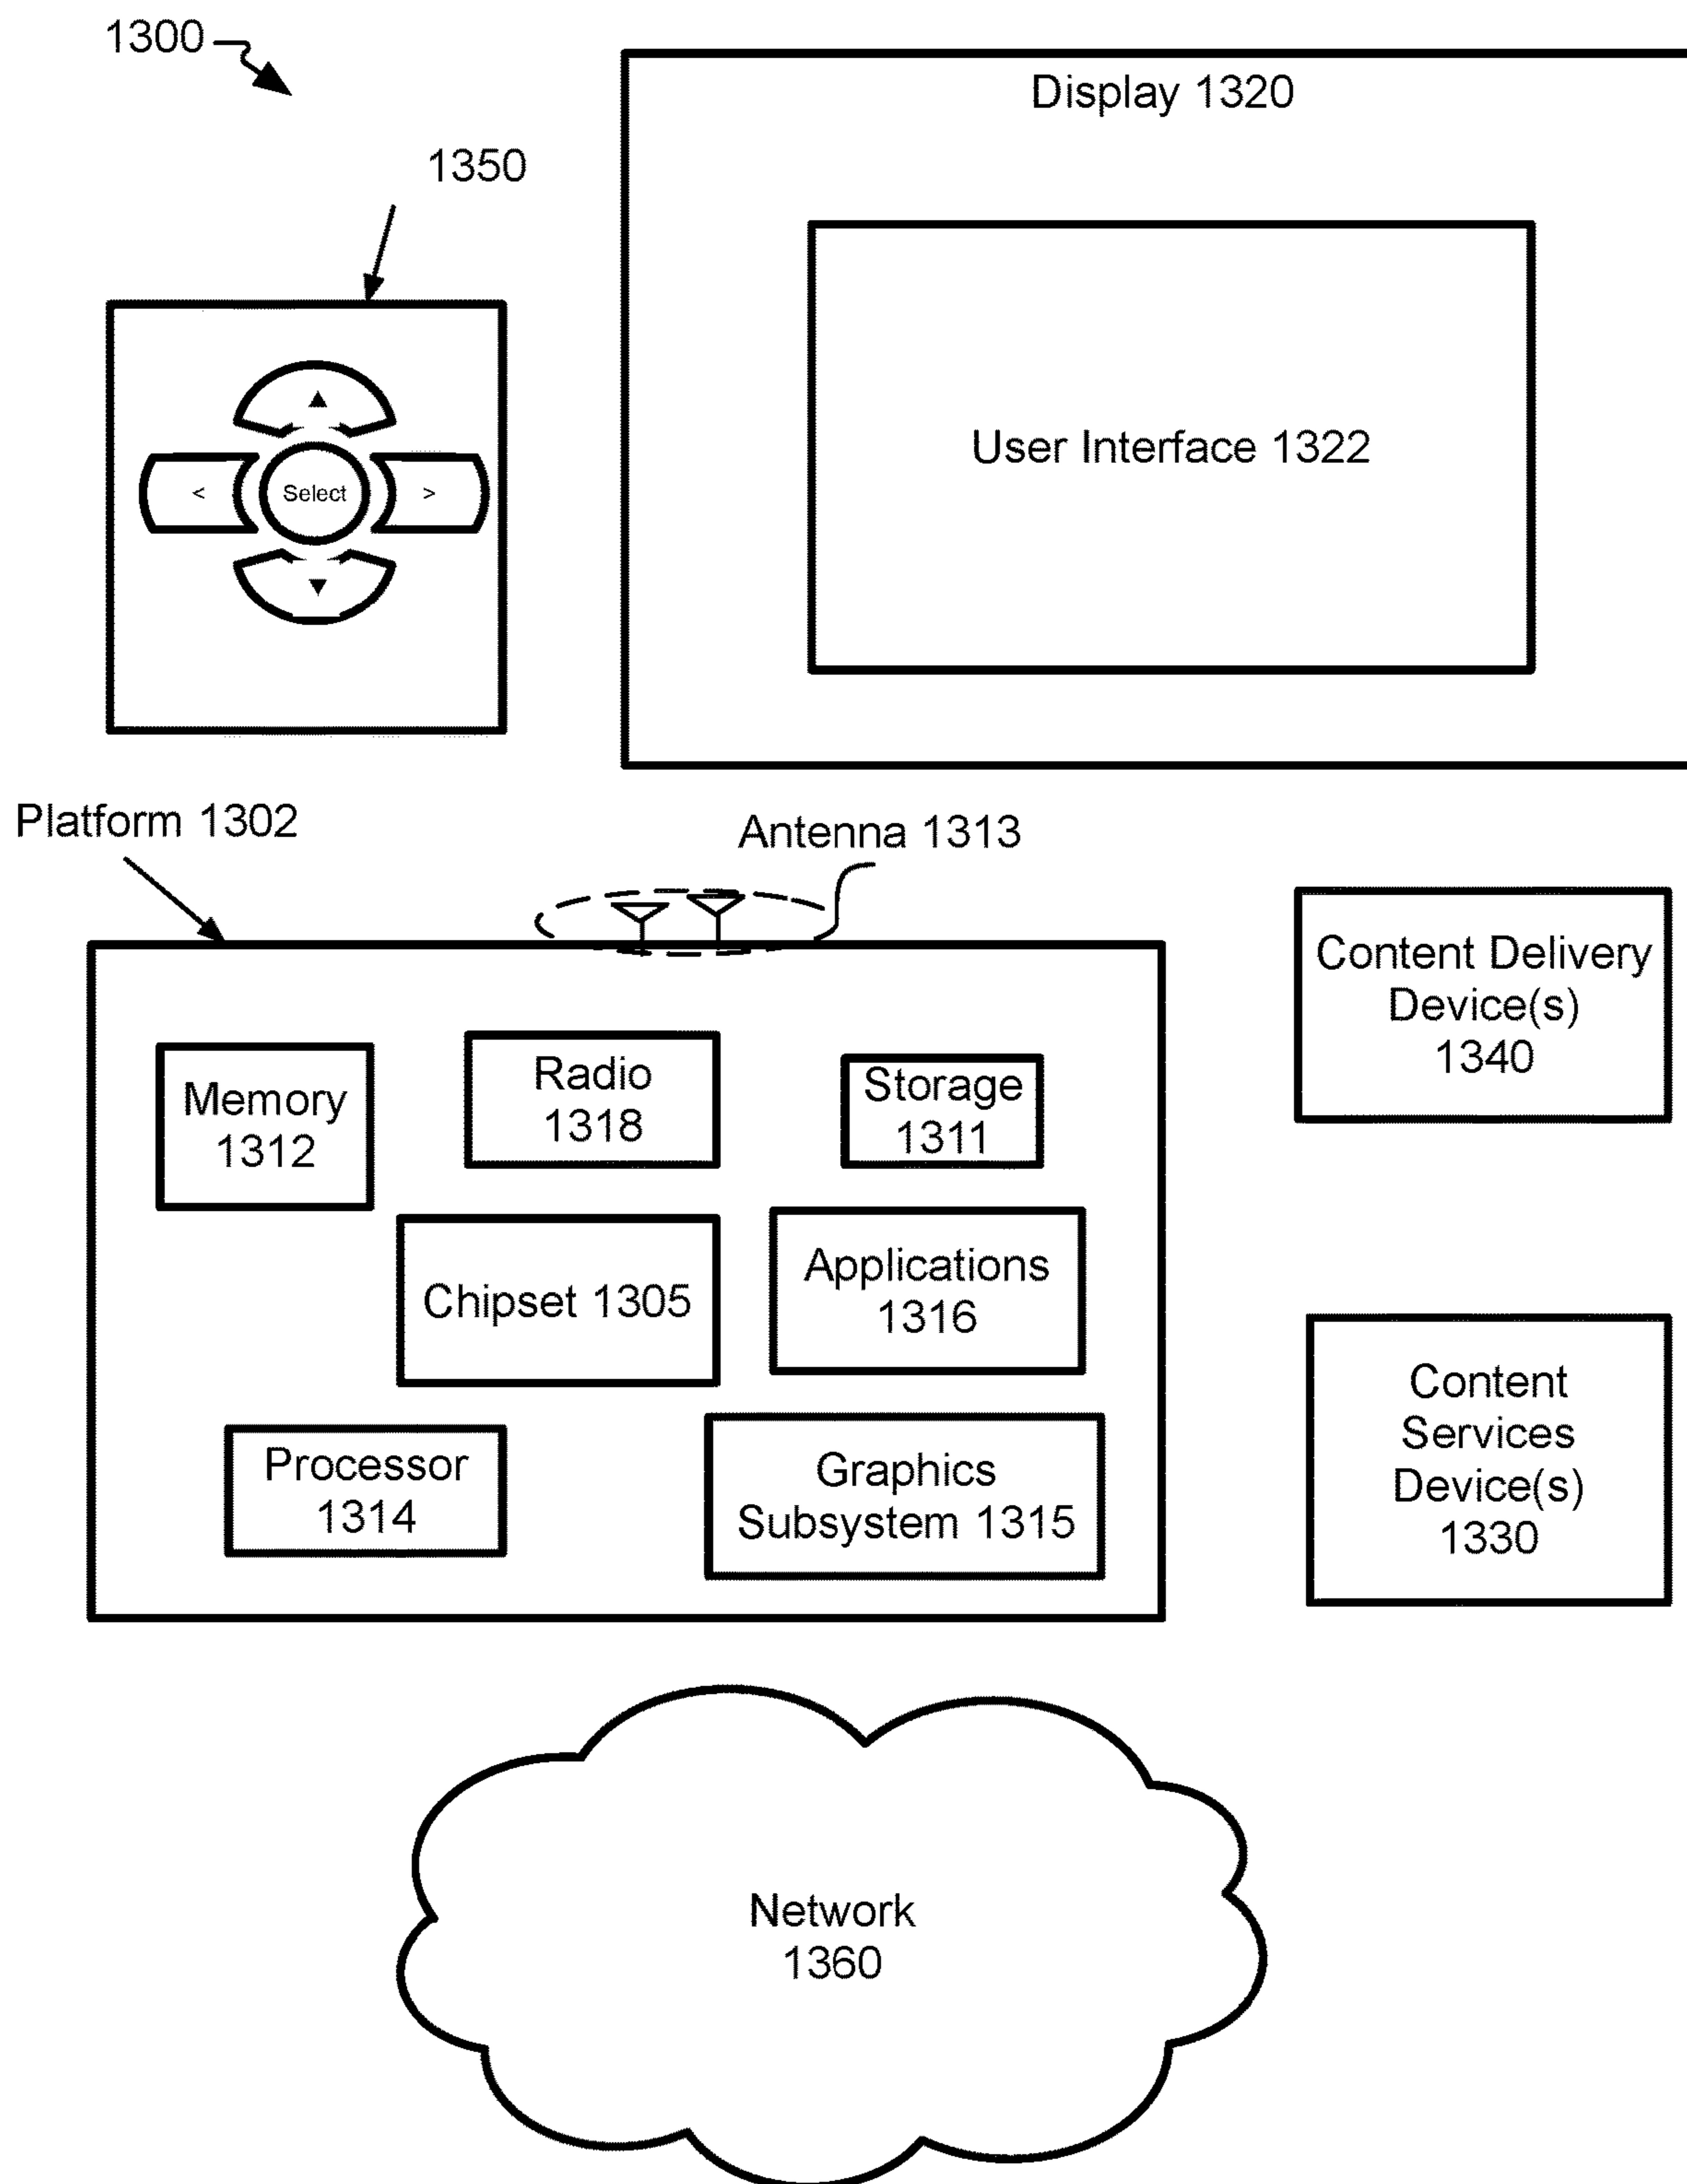 1300
Display 1320
1350
User Interface 1322
<
Select
>
Platform 1302
Antenna 1313
Memory
1312
Radio
1318
Storage
1311
Content Delivery
Device(s)
1340
Chipset 1305
Applications
1316
Processor
1314
Graphics
Subsystem 1315
Content
Services
Device(s)
1330
Network
1360